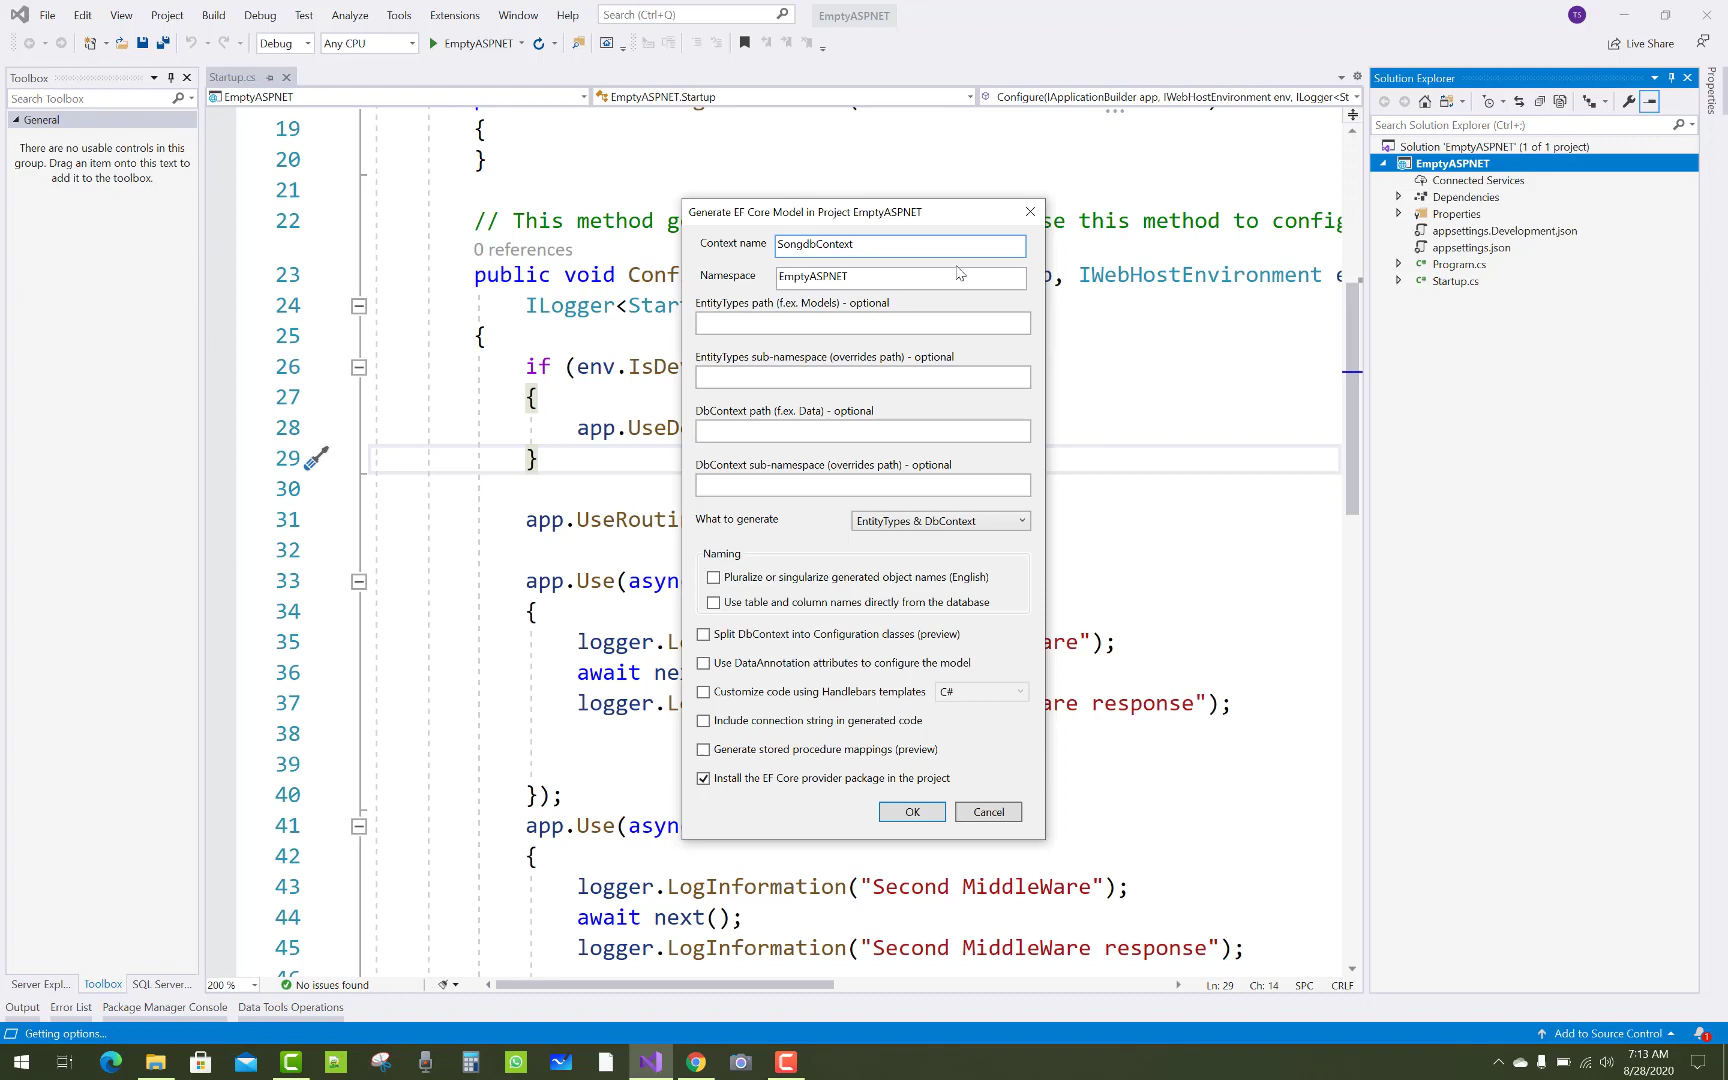 File Edit View Project Build Debug Test Analyze Tools Extensions Window Help Search (Ctrl+Q) EmptyASPNET TS
Debug Any CPU EmptyASPNET Live Share
Toolbox
Search Toolbox
General
There are no usable controls in this
group. Drag an item onto this text to
add it to the toolbox.
Startup.cs
EmptyASPNET EmptyASPNET.Startup Configure(IApplicationBuilder app, IWebHostEnvironment env, ILogger<St
19 {
20 }
21
22 // This method g se this method to config
0 references
23 public void Conf p, IWebHostEnvironment e
24 ILogger<Star
25 {
26 if (env.IsDe
27 {
28 app.UseD
29 }
30
31 app.UseRouti
32
33 app.Use(asyn
34 {
35 logger.L are");
36 await nex
37 logger.L are response");
38
39
40 });
41 app.Use(asyn
42 {
43 logger.LogInformation("Second MiddleWare");
44 await next();
45 logger.LogInformation("Second MiddleWare response");
Generate EF Core Model in Project EmptyASPNET
Context name SongdbContext
Namespace EmptyASPNET
EntityTypes path (f.ex. Models) - optional
EntityTypes sub-namespace (overrides path) - optional
DbContext path (f.ex. Data) - optional
DbContext sub-namespace (overrides path) - optional
What to generate EntityTypes & DbContext
Naming
Pluralize or singularize generated object names (English)
Use table and column names directly from the database
Split DbContext into Configuration classes (preview)
Use DataAnnotation attributes to configure the model
Customize code using Handlebars templates C#
Include connection string in generated code
Generate stored procedure mappings (preview)
Install the EF Core provider package in the project
OK Cancel
Solution Explorer
Search Solution Explorer (Ctrl+;)
Solution 'EmptyASPNET' (1 of 1 project)
EmptyASPNET
Connected Services
Dependencies
Properties
appsettings.Development.json
appsettings.json
Program.cs
Startup.cs
Properties
Server Expl... Toolbox SQL Server...
200 % No issues found Ln: 29 Ch: 14 SPC CRLF
Output Error List Package Manager Console Data Tools Operations
Getting options... Add to Source Control 1
7:13 AM
8/28/2020